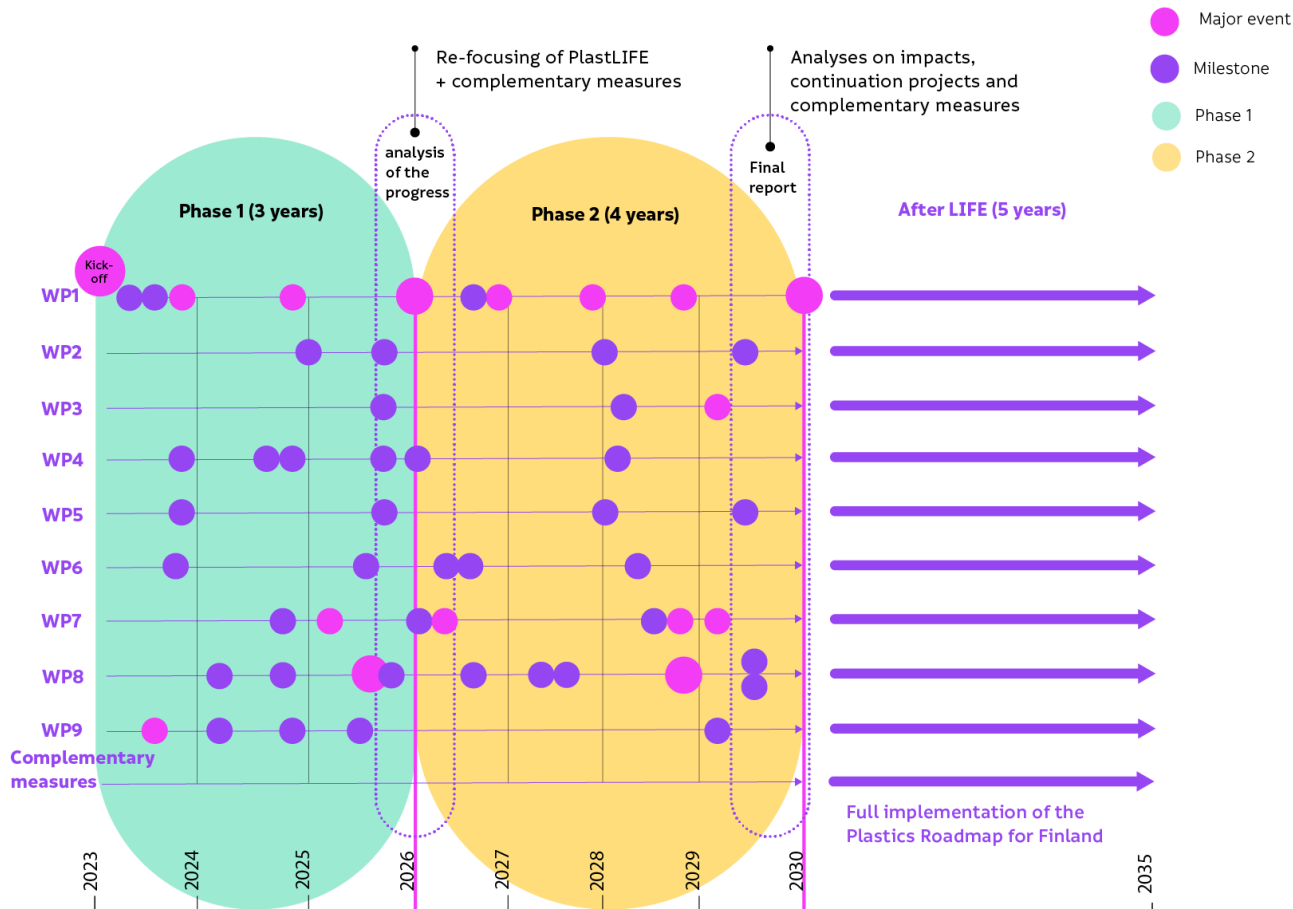 Major event
Milestone
Phase 1
Phase 2
Re-focusing of PlastLIFE
+ complementary measures
Analyses on impacts,
continuation projects and
complementary measures
analysis
of the
progress
Final
report
Phase 1 (3 years)
Phase 2 (4 years)
After LIFE (5 years)
Kick-
off
WP1
WP2
WP3
WP4
WP5
WP6
WP7
WP8
WP9
Complementary
measures
Full implementation of the
Plastics Roadmap for Finland
2023
2024
2025
2026
2027
2028
2029
2030
2035